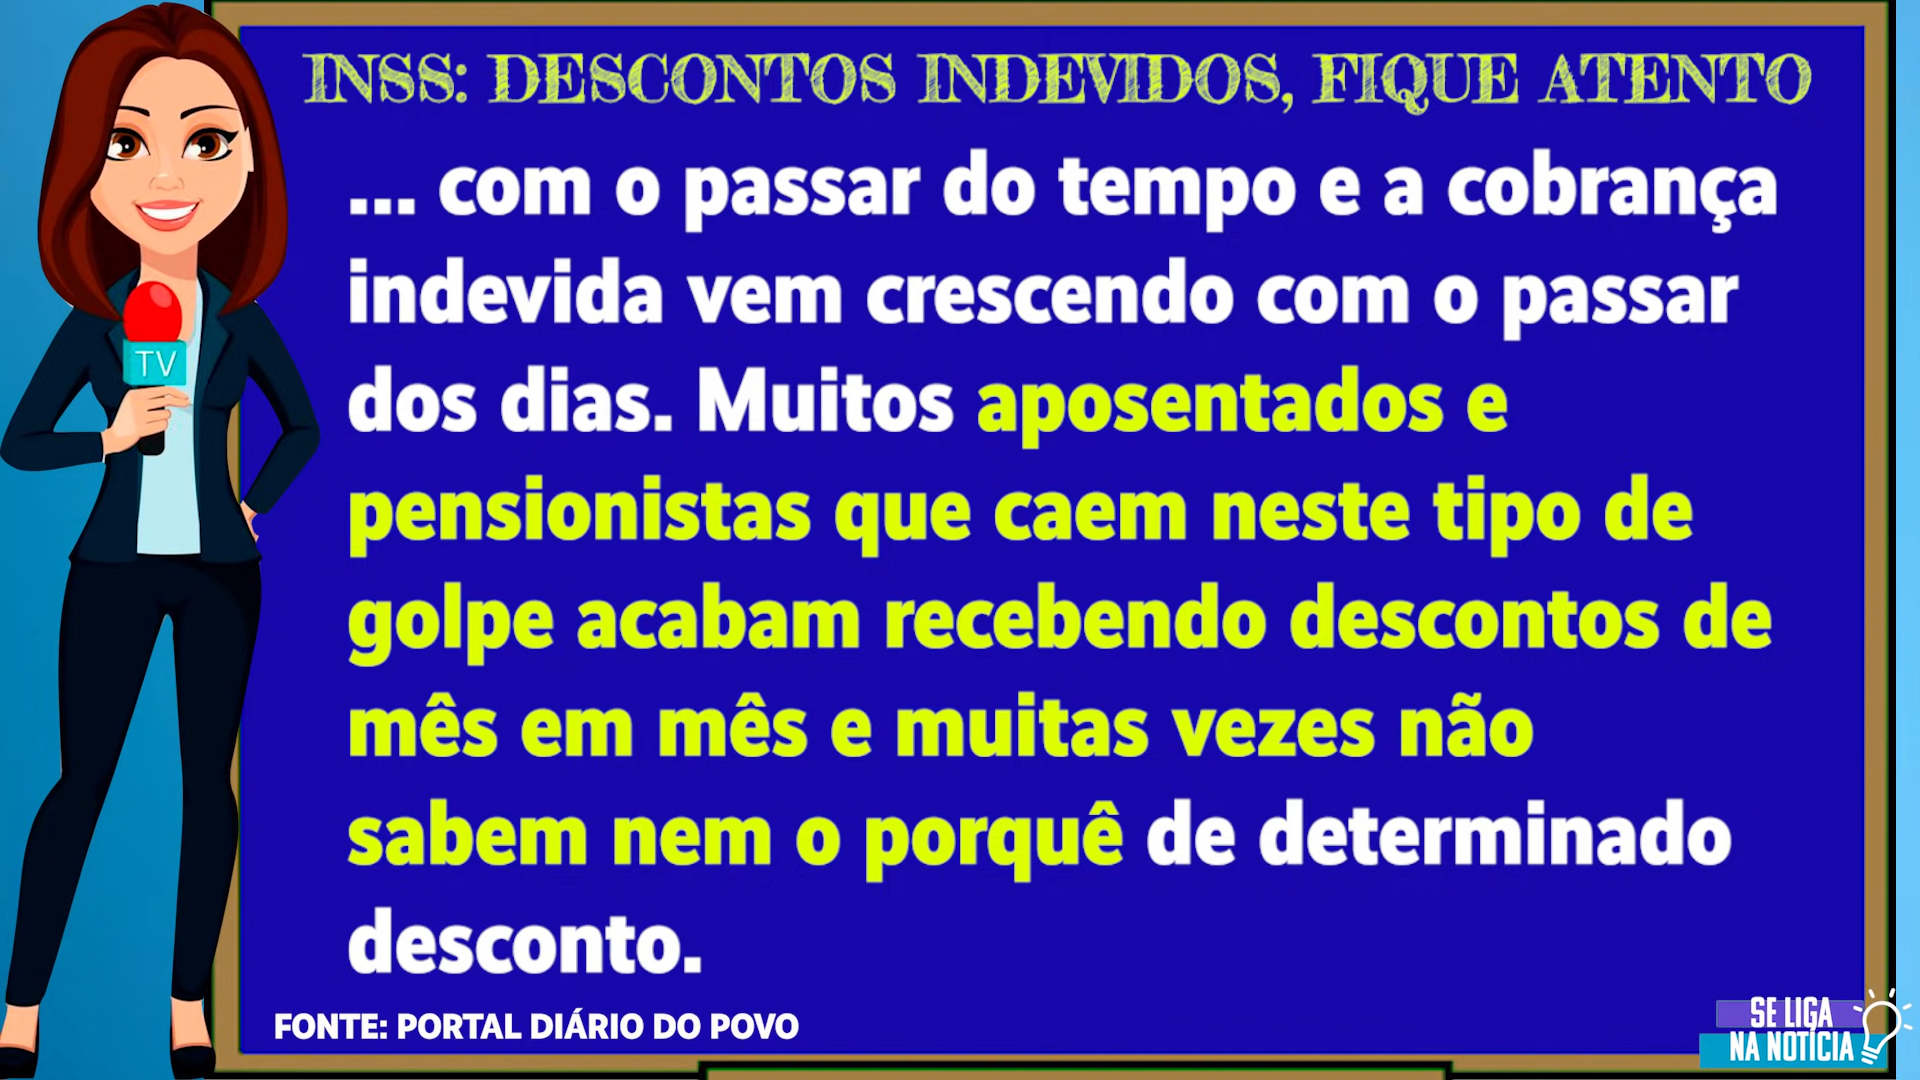 INSS: DESCONTOS INDEVIDOS, FIQUE ATENTO
... com o passar do tempo e a cobrança
indevida vem crescendo com o passar
dos dias. Muitos aposentados e
pensionistas que caem neste tipo de
golpe acabam recebendo descontos de
mês em mês e muitas vezes não
sabem nem o porquê de determinado
desconto.
TV
FONTE: PORTAL DIÁRIO DO POVO
SE LIGA
NA NOTÍCIA